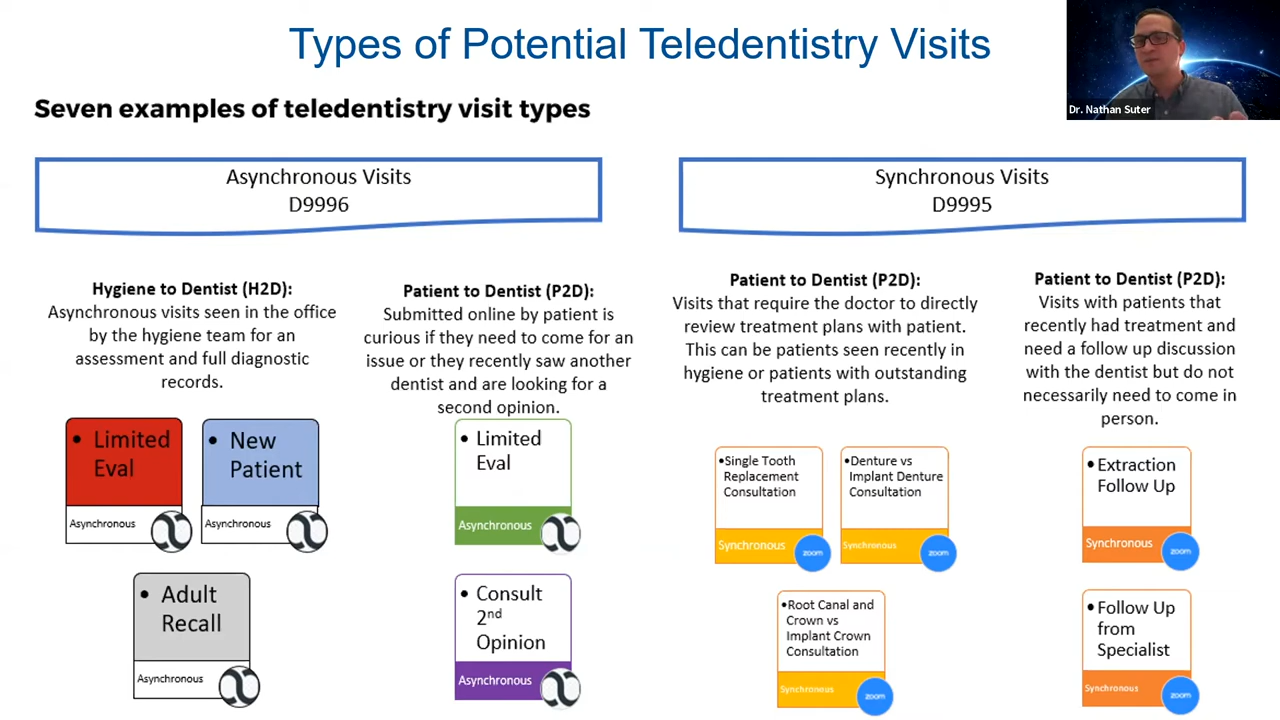 Types of Potential Teledentistry Visits
Dr. Nathan Suter
Seven examples of teledentistry visit types
Asynchronous Visits
D9996
Synchronous Visits
D9995
Hygiene to Dentist (H2D):
Asynchronous visits seen in the office
by the hygiene team for an
assessment and full diagnostic
records.
Patient to Dentist (P2D):
Submitted online by patient is
curious if they need to come for an
issue or they recently saw another
dentist and are looking for a
second opinion.
Patient to Dentist (P2D):
Visits that require the doctor to directly
review treatment plans with patient.
This can be patients seen recently in
hygiene or patients with outstanding
treatment plans.
Patient to Dentist (P2D):
Visits with patients that
recently had treatment and
need a follow up discussion
with the dentist but do not
necessarily need to come in
person.
• Limited
Eval
Asynchronous
• New
Patient
Asynchronous
• Adult
Recall
Asynchronous
• Limited
Eval
Asynchronous
• Consult
2nd
Opinion
Asynchronous
•Single Tooth
Replacement
Consultation
Synchronous
zoom
•Denture vs
Implant Denture
Consultation
Synchronous
zoom
•Root Canal and
Crown vs
Implant Crown
Consultation
Synchronous
zoom
•Extraction
Follow Up
Synchronous
zoom
•Follow Up
from
Specialist
Synchronous
zoom